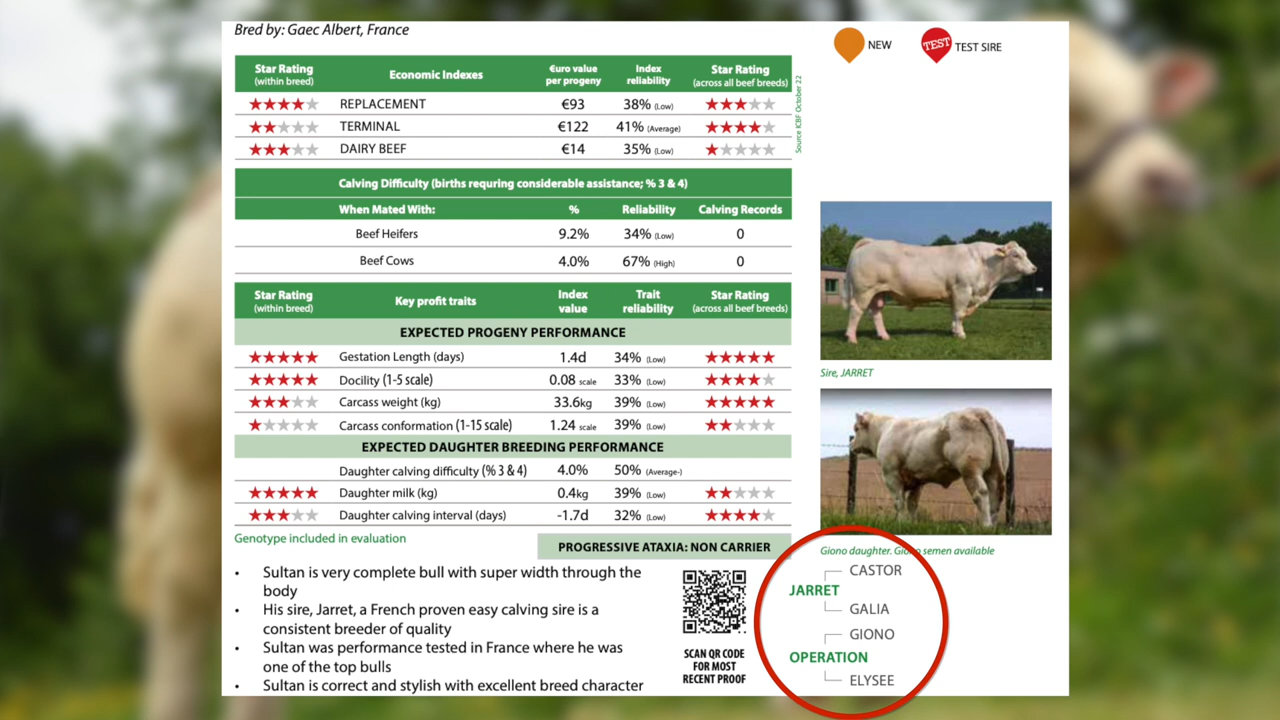 Bred by: Gaec Albert, France
NEW
TEST
TEST SIRE
Star Rating (within breed) Economic Indexes €uro value per progeny Index reliability Star Rating (across all beef breeds)
REPLACEMENT €93 38% (Low)
TERMINAL €122 41% (Average)
DAIRY BEEF €14 35% (Low)
Source ICBF October 22
Calving Difficulty (births requring considerable assistance; % 3 & 4)
When Mated With: % Reliability Calving Records
Beef Heifers 9.2% 34% (Low) 0
Beef Cows 4.0% 67% (High) 0
Star Rating (within breed) Key profit traits Index value Trait reliability Star Rating (across all beef breeds)
EXPECTED PROGENY PERFORMANCE
Gestation Length (days) 1.4d 34% (Low)
Docility (1-5 scale) 0.08 scale 33% (Low)
Carcass weight (kg) 33.6kg 39% (Low)
Carcass conformation (1-15 scale) 1.24 scale 39% (Low)
EXPECTED DAUGHTER BREEDING PERFORMANCE
Daughter calving difficulty (% 3 & 4) 4.0% 50% (Average-)
Daughter milk (kg) 0.4kg 39% (Low)
Daughter calving interval (days) -1.7d 32% (Low)
Genotype included in evaluation
PROGRESSIVE ATAXIA: NON CARRIER
• Sultan is very complete bull with super width through the
body
• His sire, Jarret, a French proven easy calving sire is a
consistent breeder of quality
• Sultan was performance tested in France where he was
one of the top bulls
• Sultan is correct and stylish with excellent breed character
SCAN QR CODE
FOR MOST
RECENT PROOF
Sire, JARRET
Giono daughter. Giono semen available
CASTOR
JARRET
GALIA
GIONO
OPERATION
ELYSEE